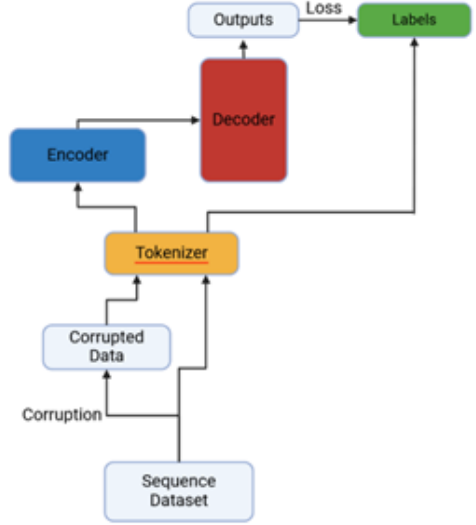 Outputs
Loss
Labels
Decoder
Encoder
Tokenizer
Corrupted
Data
Corruption
Sequence
Dataset